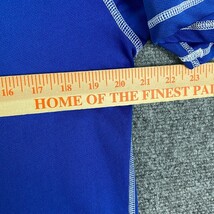 16 17 18 19 20 21 22 23
HOME OF THE FINEST PA